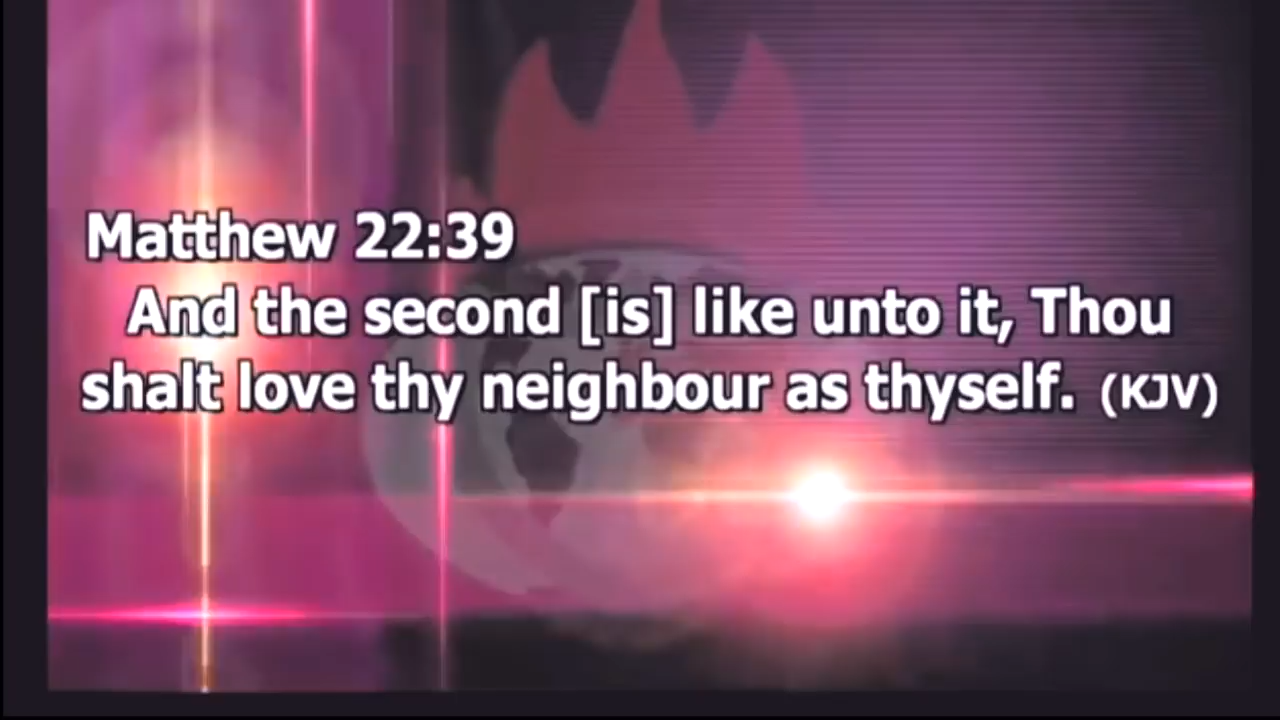 Matthew 22:39
And the second [is] like unto it, Thou
shalt love thy neighbour as thyself. (KJV)